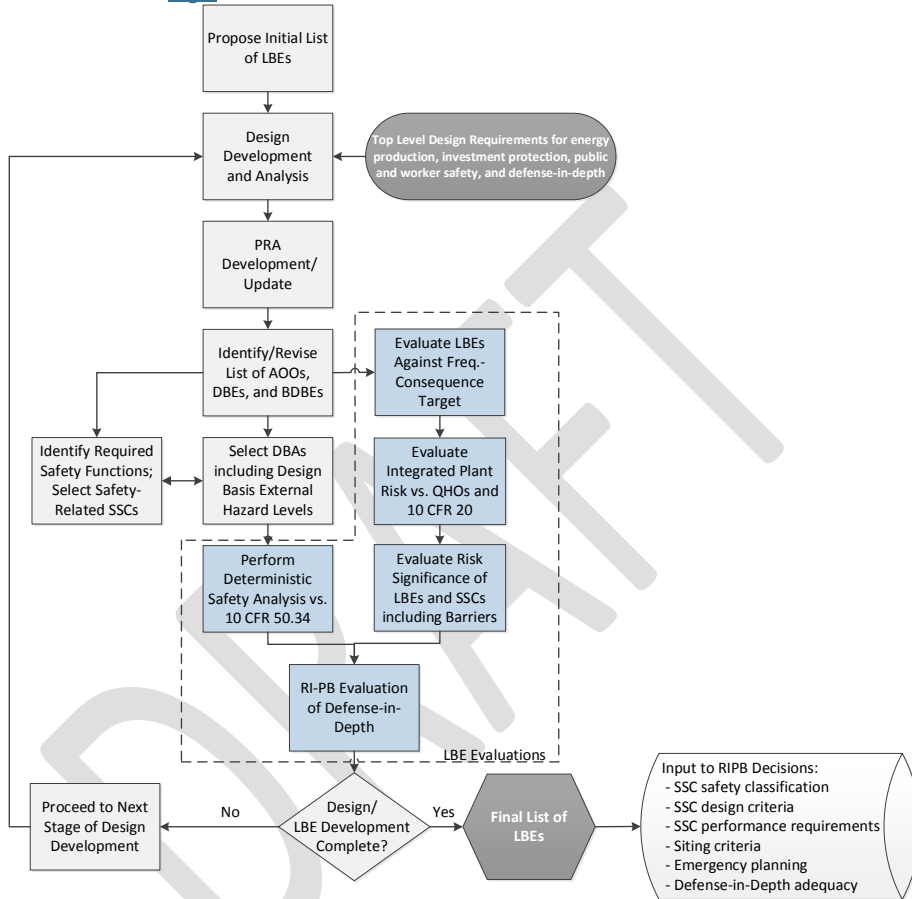 Propose Initial List
of LBEs
Design
Development
and Analysis
Top Level Design Requirements for energy
production, investment protection, public
and worker safety, and defense-in-depth
PRA
Development/
Update
Identify/Revise
List of AOOs,
DBEs, and BDBEs
Evaluate LBEs
Against Freq.-
Consequence
Target
Identify Required
Safety Functions;
Select Safety-
Related SSCs
Select DBAs
including Design
Basis External
Hazard Levels
Evaluate
Integrated Plant
Risk vs. QHOs and
10 CFR 20
Perform
Deterministic
Safety Analysis vs.
10 CFR 50.34
Evaluate Risk
Significance of
LBEs and SSCs
including Barriers
RI-PB Evaluation
of Defense-in-
Depth
LBE Evaluations
Proceed to Next
Stage of Design
Development
No
Design/
LBE Development
Complete?
Yes
Final List of
LBEs
Input to RIPB Decisions:
- SSC safety classification
- SSC design criteria
- SSC performance requirements
- Siting criteria
- Emergency planning
- Defense-in-Depth adequacy
DRAFT